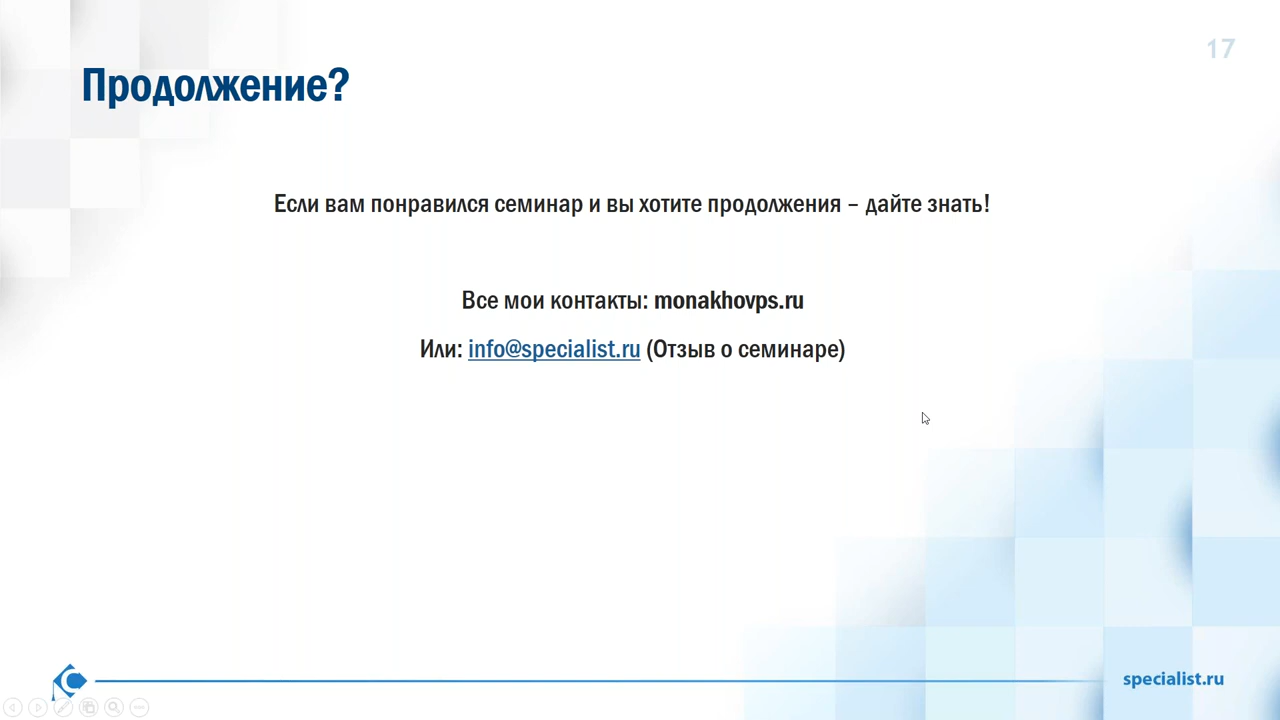 17
Продолжение?
Если вам понравился семинар и вы хотите продолжения – дайте знать!
Все мои контакты: monakhovps.ru
Или: info@specialist.ru (Отзыв о семинаре)
specialist.ru